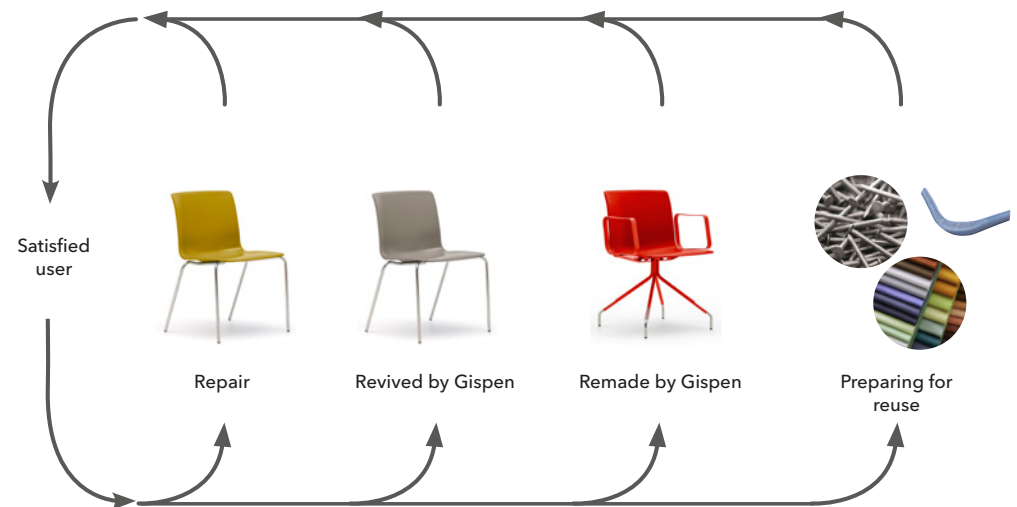 Satisfied
user
Repair
Revived by Gispen
Remade by Gispen
Preparing for
reuse